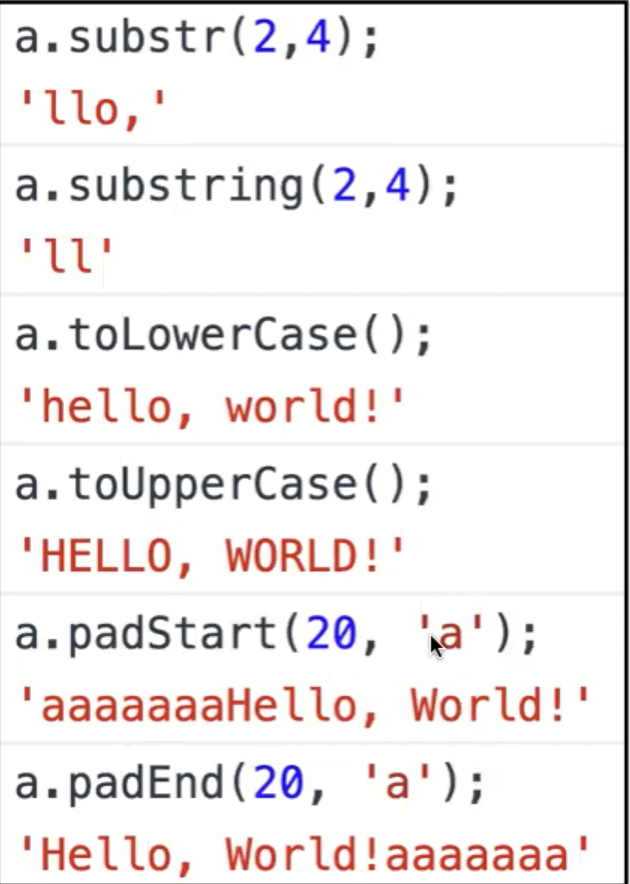 a.substr(2,4);
'llo,'
a.substring(2,4);
'll'
a.toLowerCase();
'hello, world!'
a.toUpperCase();
'HELLO, WORLD!'
a.padStart(20, 'a');
'aaaaaaaHello, World!'
a.padEnd(20, 'a');
'Hello, World!aaaaaaa'